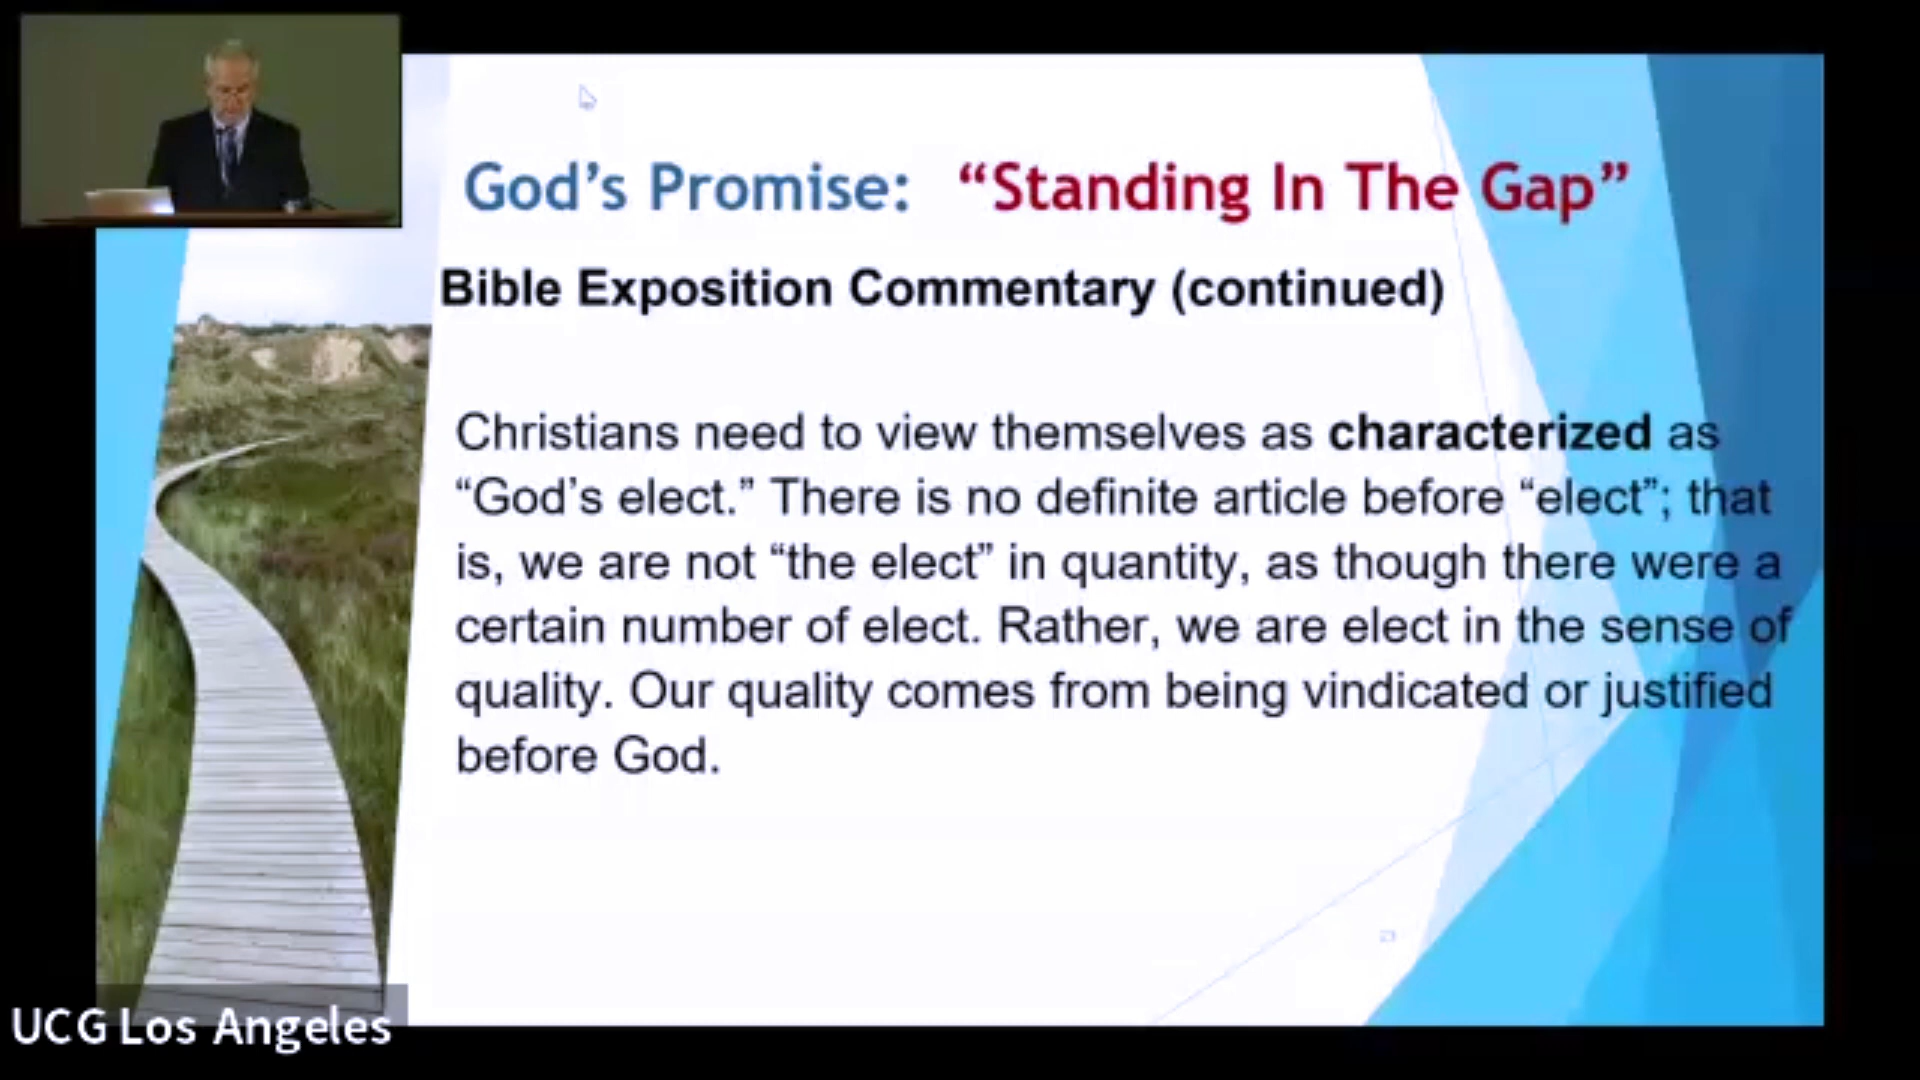 God’s Promise: “Standing In The Gap”
Bible Exposition Commentary (continued)
Christians need to view themselves as characterized as
“God’s elect.” There is no definite article before “elect”; that
is, we are not “the elect” in quantity, as though there were a
certain number of elect. Rather, we are elect in the sense of
quality. Our quality comes from being vindicated or justified
before God.
UCG Los Angeles